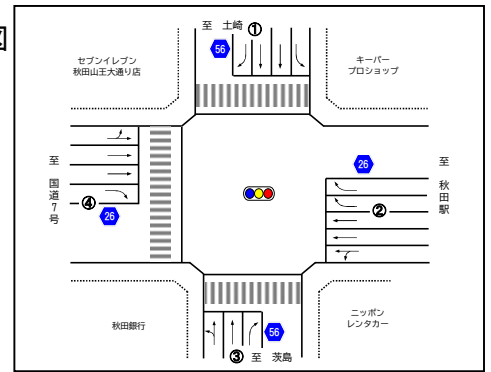 図
至 土崎 ①
56
セブンイレブン
秋田山王大通り店
キーパー
プロショップ
至 国道7号
④
26
26
②
至 秋田駅
秋田銀行
56
③ 至 茨島
ニッポン
レンタカー